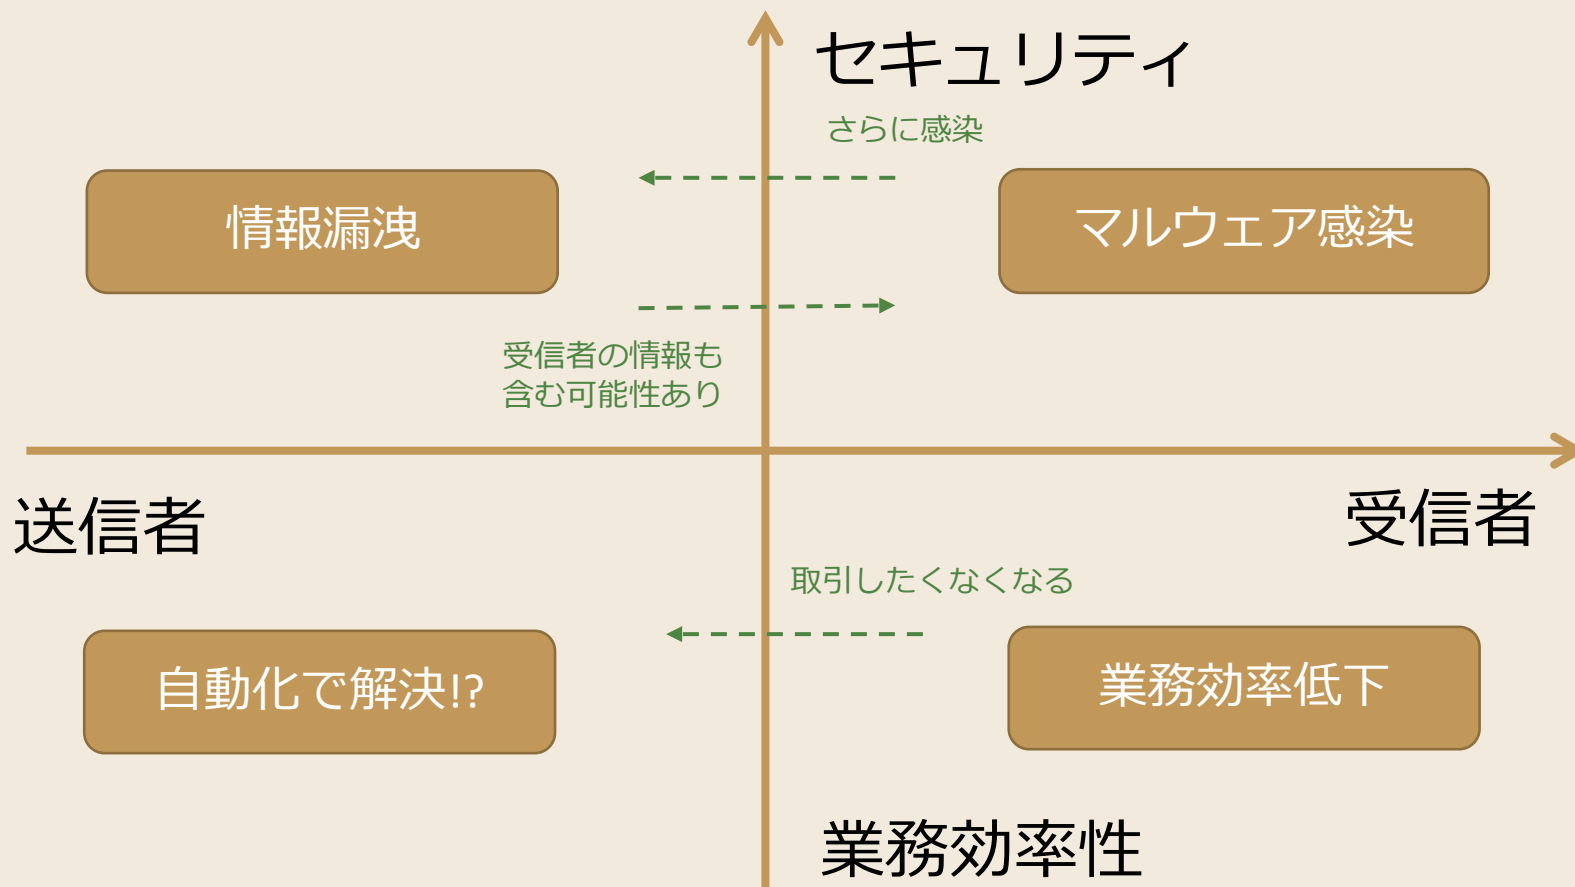 セキュリティ
さらに感染
情報漏洩
マルウェア感染
受信者の情報も
含む可能性あり
送信者
受信者
取引したくなくなる
自動化で解決!?
業務効率低下
業務効率性